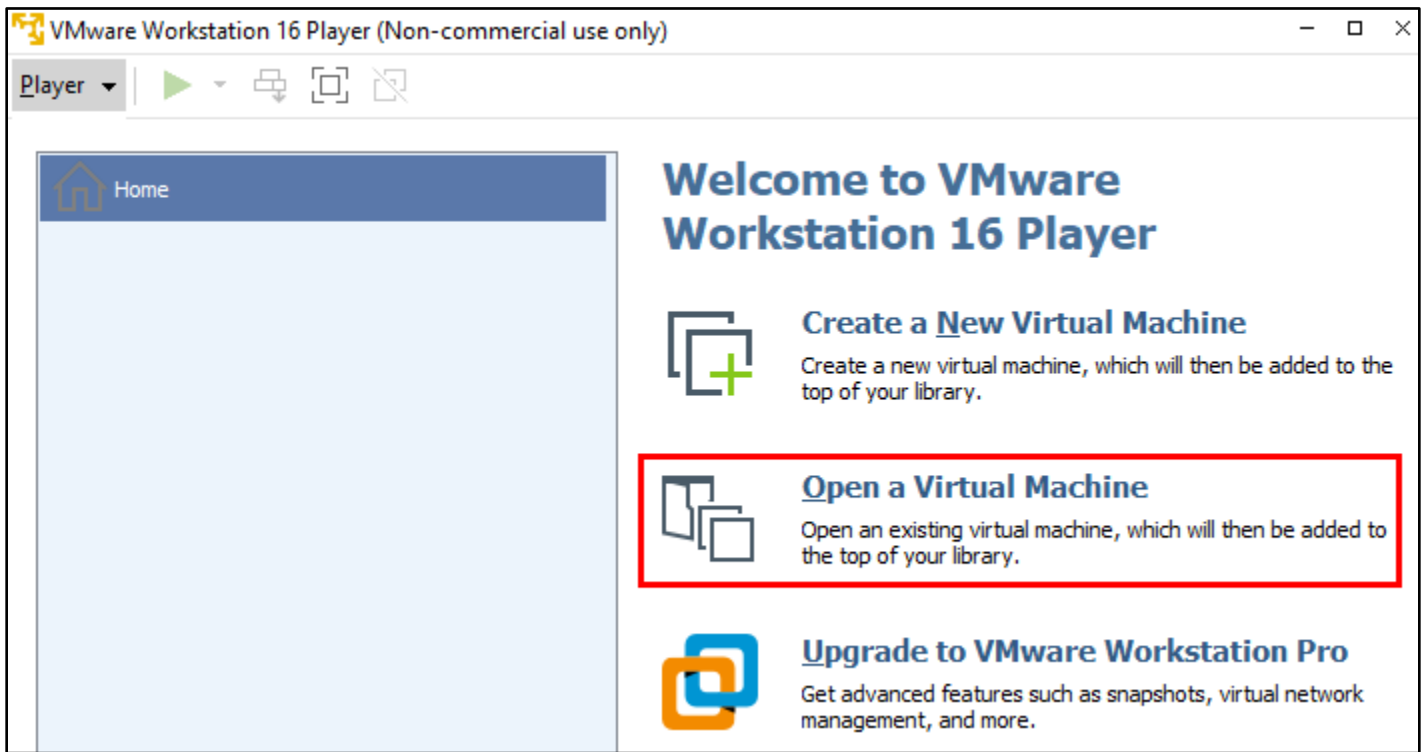 VMware Workstation 16 Player (Non-commercial use only)
Player
Home
Welcome to VMware
Workstation 16 Player
Create a New Virtual Machine
Create a new virtual machine, which will then be added to the
top of your library.
Open a Virtual Machine
Open an existing virtual machine, which will then be added to
the top of your library.
Upgrade to VMware Workstation Pro
Get advanced features such as snapshots, virtual network
management, and more.